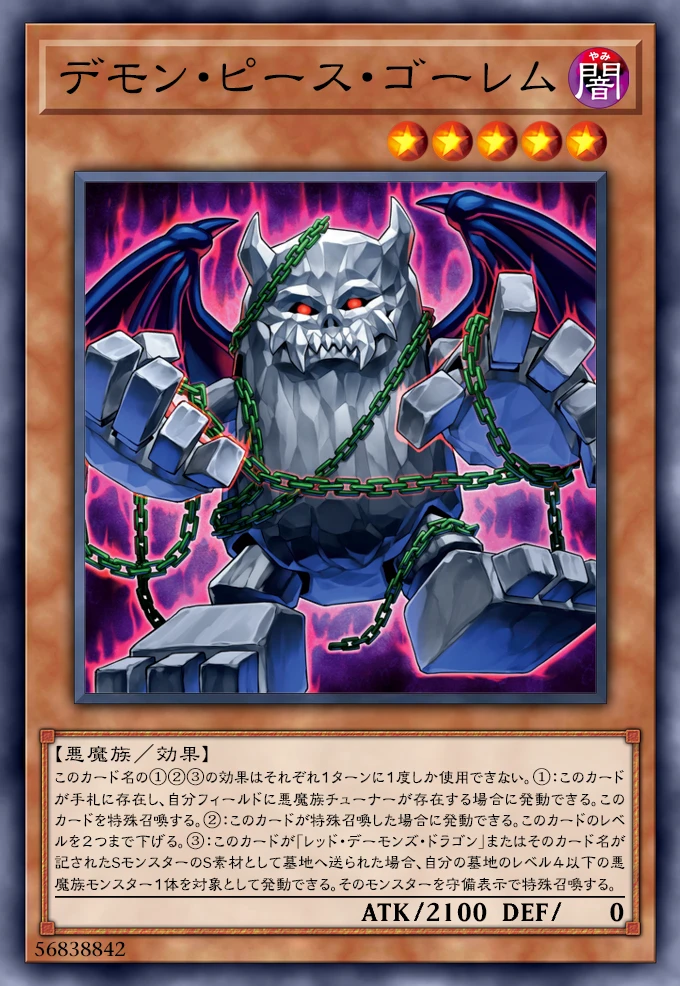 デモン・ピース・ゴーレム
やみ
闇
【悪魔族／効果】
このカード名の①②③の効果はそれぞれ１ターンに１度しか使用できない。①：このカード
が手札に存在し、自分フィールドに悪魔族チューナーが存在する場合に発動できる。この
カードを特殊召喚する。②：このカードが特殊召喚した場合に発動できる。このカードのレベ
ルを２つまで下げる。③：このカードが「レッド・デーモンズ・ドラゴン」またはそのカード名が
記されたSモンスターのS素材として墓地へ送られた場合、自分の墓地のレベル４以下の悪
魔族モンスター１体を対象として発動できる。そのモンスターを守備表示で特殊召喚する。
ATK/2100 DEF/ 0
56838842